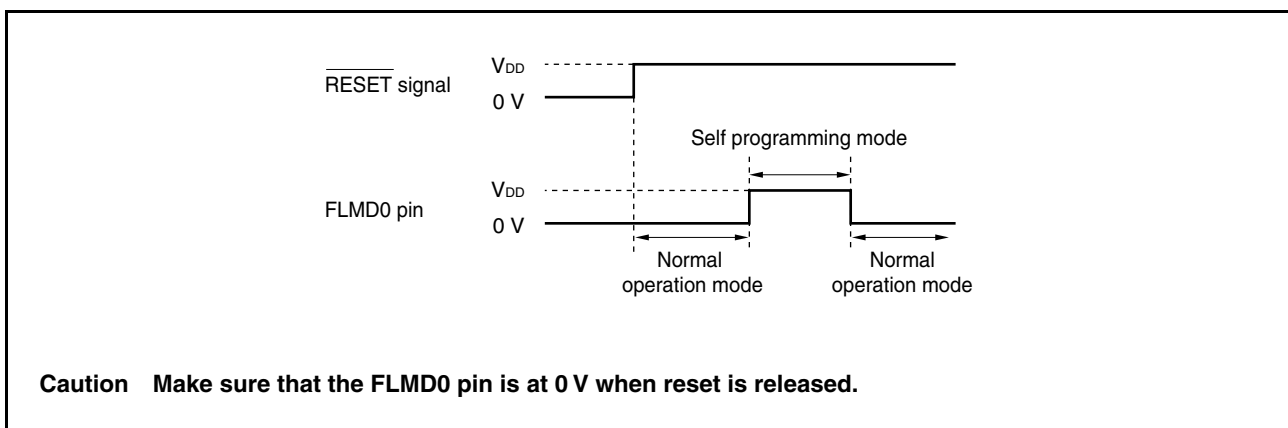 VDD
RESET signal
0 V
Self programming mode
VDD
FLMD0 pin
0 V
Normal operation mode
Normal operation mode
Caution Make sure that the FLMD0 pin is at 0 V when reset is released.